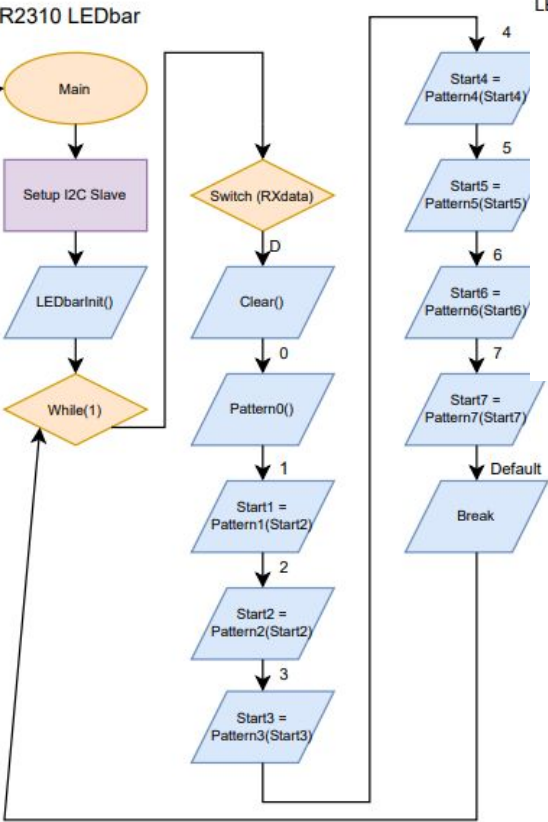 R2310 LEDbar
LE
Main
Setup I2C Slave
LEDbarInit()
While(1)
Switch (RXdata)
D
Clear()
0
Pattern0()
1
Start1 =
Pattern1(Start2)
2
Start2 =
Pattern2(Start2)
3
Start3 =
Pattern3(Start3)
4
Start4 =
Pattern4(Start4)
5
Start5 =
Pattern5(Start5)
6
Start6 =
Pattern6(Start6)
7
Start7 =
Pattern7(Start7)
Default
Break